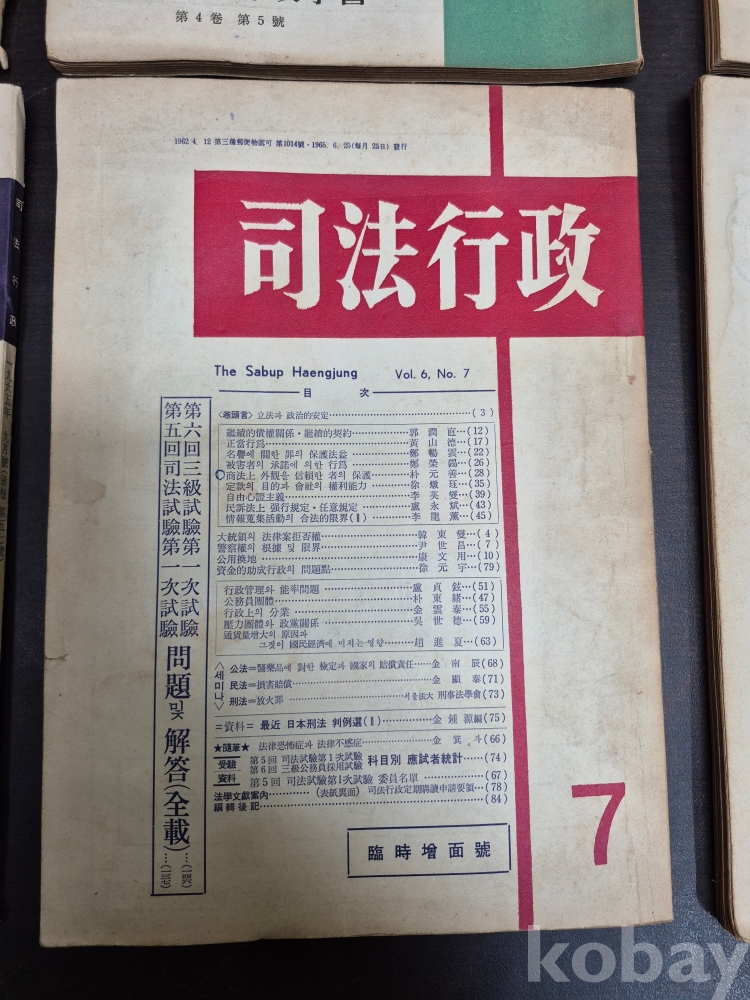 第4卷 第5號
1962 4. 12 第三種郵便物認可 第1014號・1965. 6. 25(每月 25日) 發行
司法行政
The Sabup Haengjung Vol. 6, No. 7
目 次
<卷頭言> 立法과 政治的安定 (3)
繼續的債權關係・繼續的契約 郭潤直 (12)
正當行爲 黃山德 (17)
名譽에 關한 罪의 保護法益 鄭暢雲 (22)
被害者의 承諾에 의한 行爲 鄭榮錫 (26)
商法上 外觀을 信賴한 者의 保護 朴元善 (28)
定款의 目的과 會社의 權利能力 徐燉珏 (35)
自由心證主義 李英燮 (39)
民訴法上 强行規定・任意規定 盧永斌 (43)
情報蒐集活動의 合法的限界(Ⅱ) 李龍薰 (45)
大統領의 法律案拒否權 韓東燮 (4)
警察權의 根據 및 限界 尹世昌 (7)
公用換地 康文用 (10)
資金的助成行政의 問題點 徐元宇 (79)
行政管理와 能率問題 盧貞鉉 (51)
公務員團體 朴東緖 (47)
行政上의 分業 金雲泰 (55)
壓力團體와 政黨關係 吳世德 (59)
通貨量增大의 原因과
그것이 國民經濟에 미치는 영향 趙進夏 (63)
<세미나>
公法=醫藥品에 對한 檢定과 國家의 賠償責任 金南辰 (68)
民法=損害賠償 金顯泰 (71)
刑法=放火罪 서울法大 刑事法學會 (73)
=資料= 最近 日本刑法 判例選(Ⅱ) 金鍾源編 (75)
★隨筆★ 法律恐怖症과 法律不感症 金箕斗 (66)
受驗資料
第5回 司法試驗第1次試驗
第6回 三級公務員採用試驗
科目別 應試者統計 (74)
第5回 司法試驗第1次試驗 委員名單 (67)
法學文獻案內 (表紙裏面) 司法行政定期購讀申請要領 (78)
編輯後記 (84)
第六回三級試驗第一次試驗
第五回司法試驗第一次試驗
問題 및 解答(全載)
臨時增面號
7
司法行政
kobay